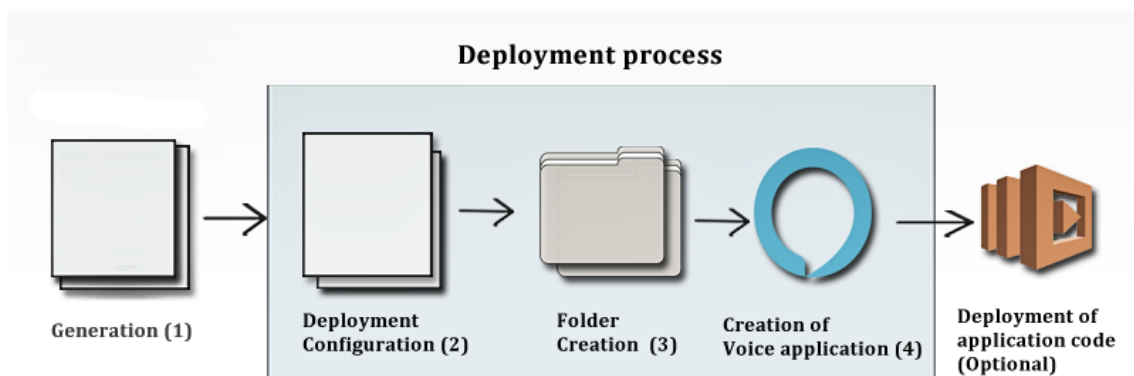 Deployment process
Generation (1)
Deployment
Configuration (2)
Folder
Creation (3)
Creation of
Voice application (4)
Deployment of
application code
(Optional)